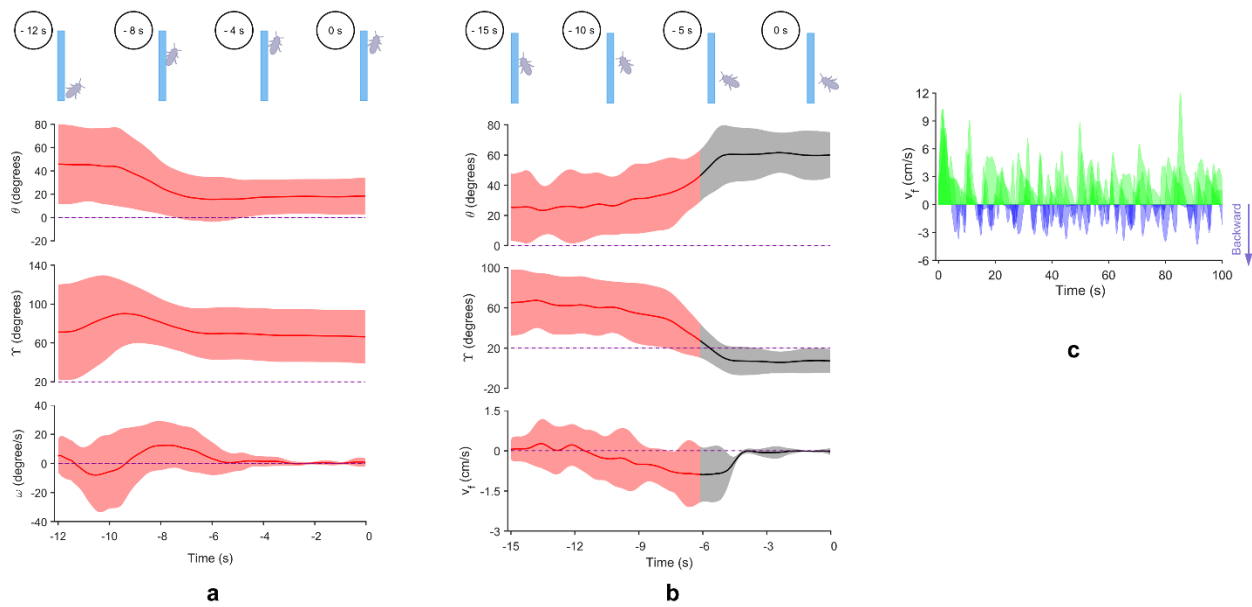 - 12 s
- 8 s
- 4 s
0 s
80
60
40
20
0
-20
θ (degrees)
140
100
60
20
ϒ (degrees)
40
20
0
-20
-40
ω (degree/s)
-12
-10
-8
-6
-4
-2
0
Time (s)
a
- 15 s
- 10 s
- 5 s
0 s
80
60
40
20
0
θ (degrees)
100
60
20
-20
ϒ (degrees)
1.5
0
-1.5
-3
vf (cm/s)
-15
-12
-9
-6
-3
0
Time (s)
b
12
9
6
3
0
-3
-6
vf (cm/s)
0
20
40
60
80
100
Time (s)
Backward
c